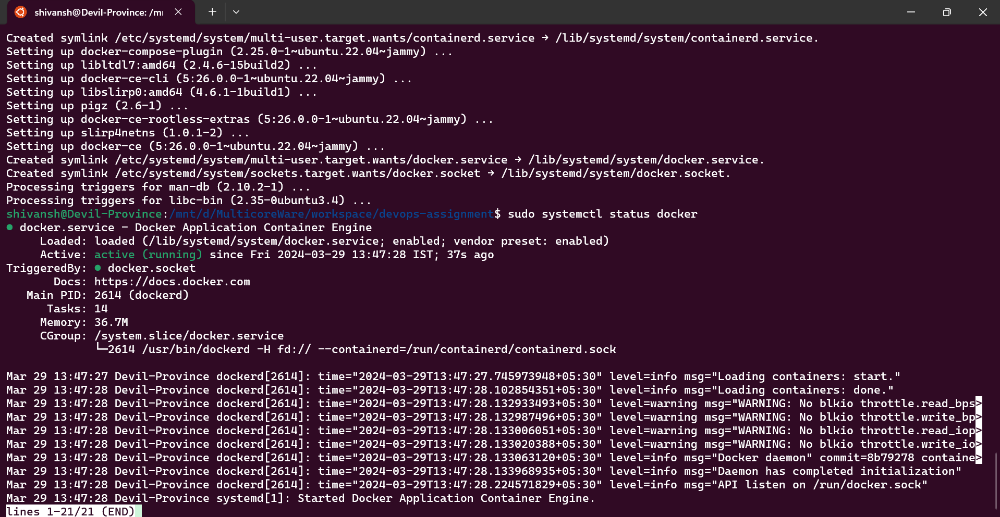 shivansh@Devil-Province: /mn
Created symlink /etc/systemd/system/multi-user.target.wants/containerd.service → /lib/systemd/system/containerd.service.
Setting up docker-compose-plugin (2.25.0-1~ubuntu.22.04~jammy) ...
Setting up libltdl7:amd64 (2.4.6-15build2) ...
Setting up docker-ce-cli (5:26.0.0-1~ubuntu.22.04~jammy) ...
Setting up libslirp0:amd64 (4.6.1-1build1) ...
Setting up pigz (2.6-1) ...
Setting up docker-ce-rootless-extras (5:26.0.0-1~ubuntu.22.04~jammy) ...
Setting up slirp4netns (1.0.1-2) ...
Setting up docker-ce (5:26.0.0-1~ubuntu.22.04~jammy) ...
Created symlink /etc/systemd/system/multi-user.target.wants/docker.service → /lib/systemd/system/docker.service.
Created symlink /etc/systemd/system/sockets.target.wants/docker.socket → /lib/systemd/system/docker.socket.
Processing triggers for man-db (2.10.2-1) ...
Processing triggers for libc-bin (2.35-0ubuntu3.4) ...
shivansh@Devil-Province:/mnt/d/MulticoreWare/workspace/devops-assignment$ sudo systemctl status docker
● docker.service - Docker Application Container Engine
     Loaded: loaded (/lib/systemd/system/docker.service; enabled; vendor preset: enabled)
     Active: active (running) since Fri 2024-03-29 13:47:28 IST; 37s ago
TriggeredBy: ● docker.socket
       Docs: https://docs.docker.com
   Main PID: 2614 (dockerd)
      Tasks: 14
     Memory: 36.7M
     CGroup: /system.slice/docker.service
             └─2614 /usr/bin/dockerd -H fd:// --containerd=/run/containerd/containerd.sock
Mar 29 13:47:27 Devil-Province dockerd[2614]: time="2024-03-29T13:47:27.745973948+05:30" level=info msg="Loading containers: start."
Mar 29 13:47:28 Devil-Province dockerd[2614]: time="2024-03-29T13:47:28.102854351+05:30" level=info msg="Loading containers: done."
Mar 29 13:47:28 Devil-Province dockerd[2614]: time="2024-03-29T13:47:28.132933493+05:30" level=warning msg="WARNING: No blkio throttle.read_bps>
Mar 29 13:47:28 Devil-Province dockerd[2614]: time="2024-03-29T13:47:28.132987496+05:30" level=warning msg="WARNING: No blkio throttle.write_bp>
Mar 29 13:47:28 Devil-Province dockerd[2614]: time="2024-03-29T13:47:28.133006051+05:30" level=warning msg="WARNING: No blkio throttle.read_iop>
Mar 29 13:47:28 Devil-Province dockerd[2614]: time="2024-03-29T13:47:28.133020388+05:30" level=warning msg="WARNING: No blkio throttle.write_io>
Mar 29 13:47:28 Devil-Province dockerd[2614]: time="2024-03-29T13:47:28.133063120+05:30" level=info msg="Docker daemon" commit=8b79278 containe>
Mar 29 13:47:28 Devil-Province dockerd[2614]: time="2024-03-29T13:47:28.133968935+05:30" level=info msg="Daemon has completed initialization"
Mar 29 13:47:28 Devil-Province dockerd[2614]: time="2024-03-29T13:47:28.224571829+05:30" level=info msg="API listen on /run/docker.sock"
Mar 29 13:47:28 Devil-Province systemd[1]: Started Docker Application Container Engine.
lines 1-21/21 (END)